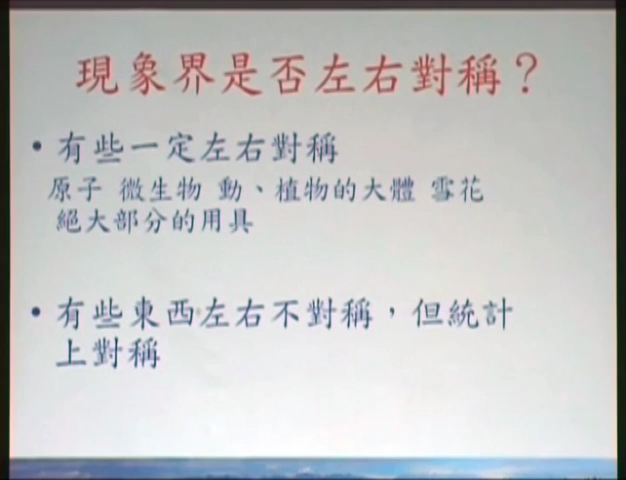 現象界是否左右對稱？
• 有些一定左右對稱
原子 微生物 動、植物的大體 雪花
絕大部分的用具
• 有些東西左右不對稱，但統計
上對稱